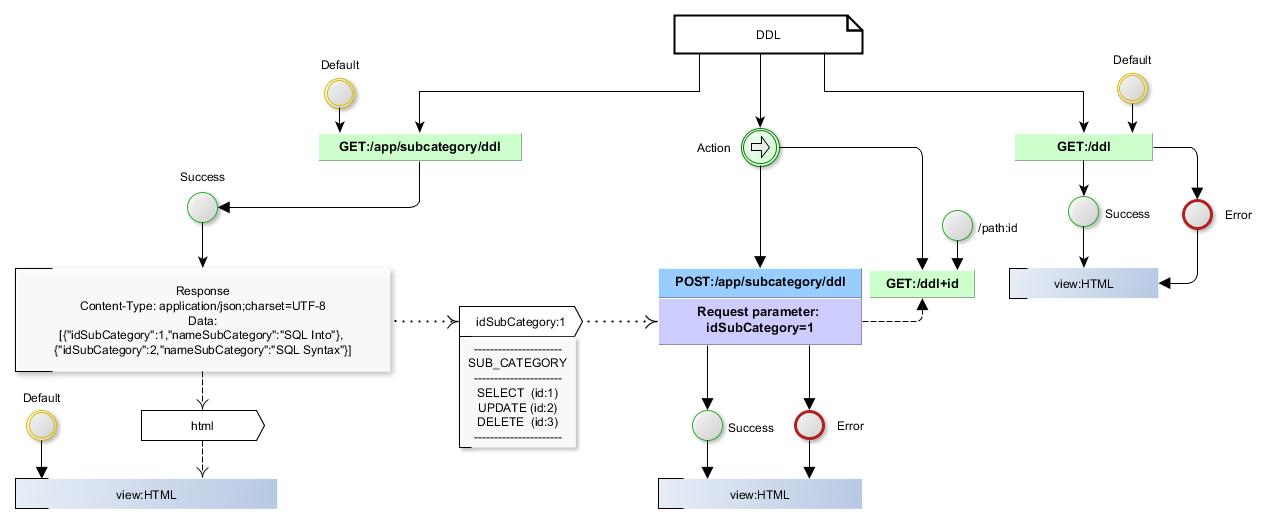 DDL
Default
Default
GET:/app/subcategory/ddl
Action
GET:/ddl
Success
Success
Error
/path:id
Response
Content-Type: application/json;charset=UTF-8
Data:
[{"idSubCategory":1,"nameSubCategory":"SQL Into"},
{"idSubCategory":2,"nameSubCategory":"SQL Syntax"}]
idSubCategory:1
---------------------
SUB_CATEGORY
---------------------
SELECT (id:1)
UPDATE (id:2)
DELETE (id:3)
---------------------
POST:/app/subcategory/ddl
Request parameter:
idSubCategory=1
GET:/ddl+id
view:HTML
Default
html
Success
Error
view:HTML
view:HTML